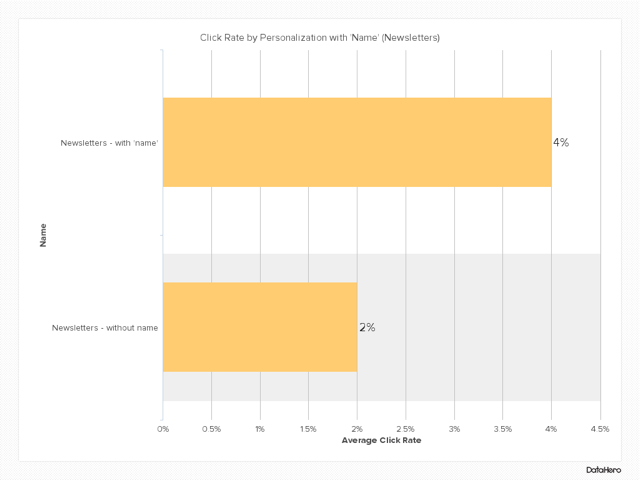 Click Rate by Personalization with 'Name' (Newsletters)
Newsletters - with 'name'
4%
Name
Newsletters - without name
2%
0% 0.5% 1% 1.5% 2% 2.5% 3% 3.5% 4% 4.5%
Average Click Rate
DataHero